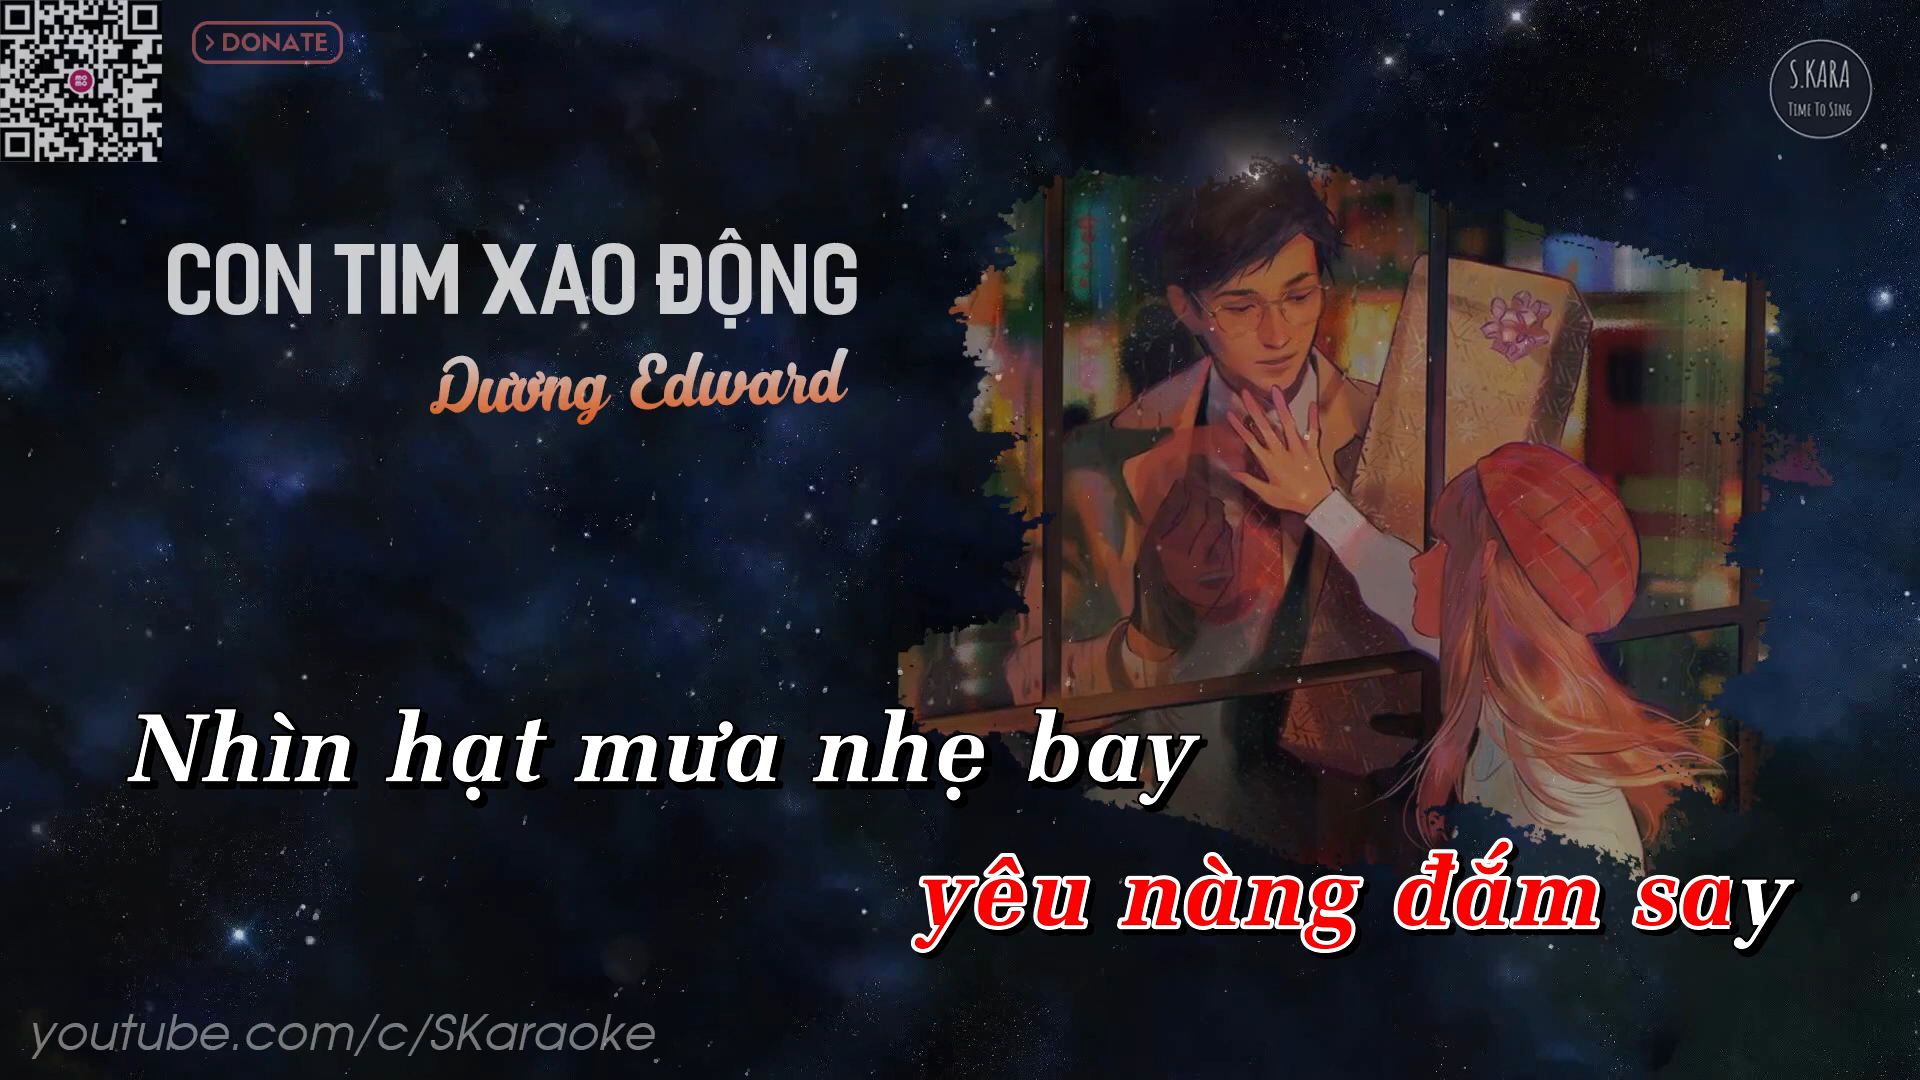 > DONATE
S.KARA
TIME TO SING
CON TIM XAO ĐỘNG
Dương Edward
Nhìn hạt mưa nhẹ bay
yêu nàng đắm say
youtube.com/c/SKaraoke